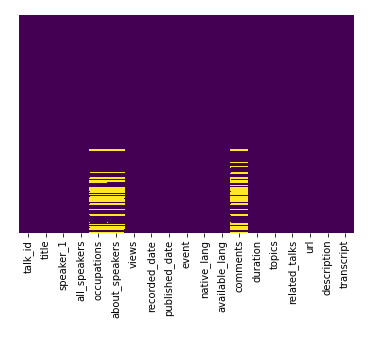 talk_id
title
speaker_1
all_speakers
occupations
about_speakers
views
recorded_date
published_date
event
native_lang
available_lang
comments
duration
topics
related_talks
url
description
transcript